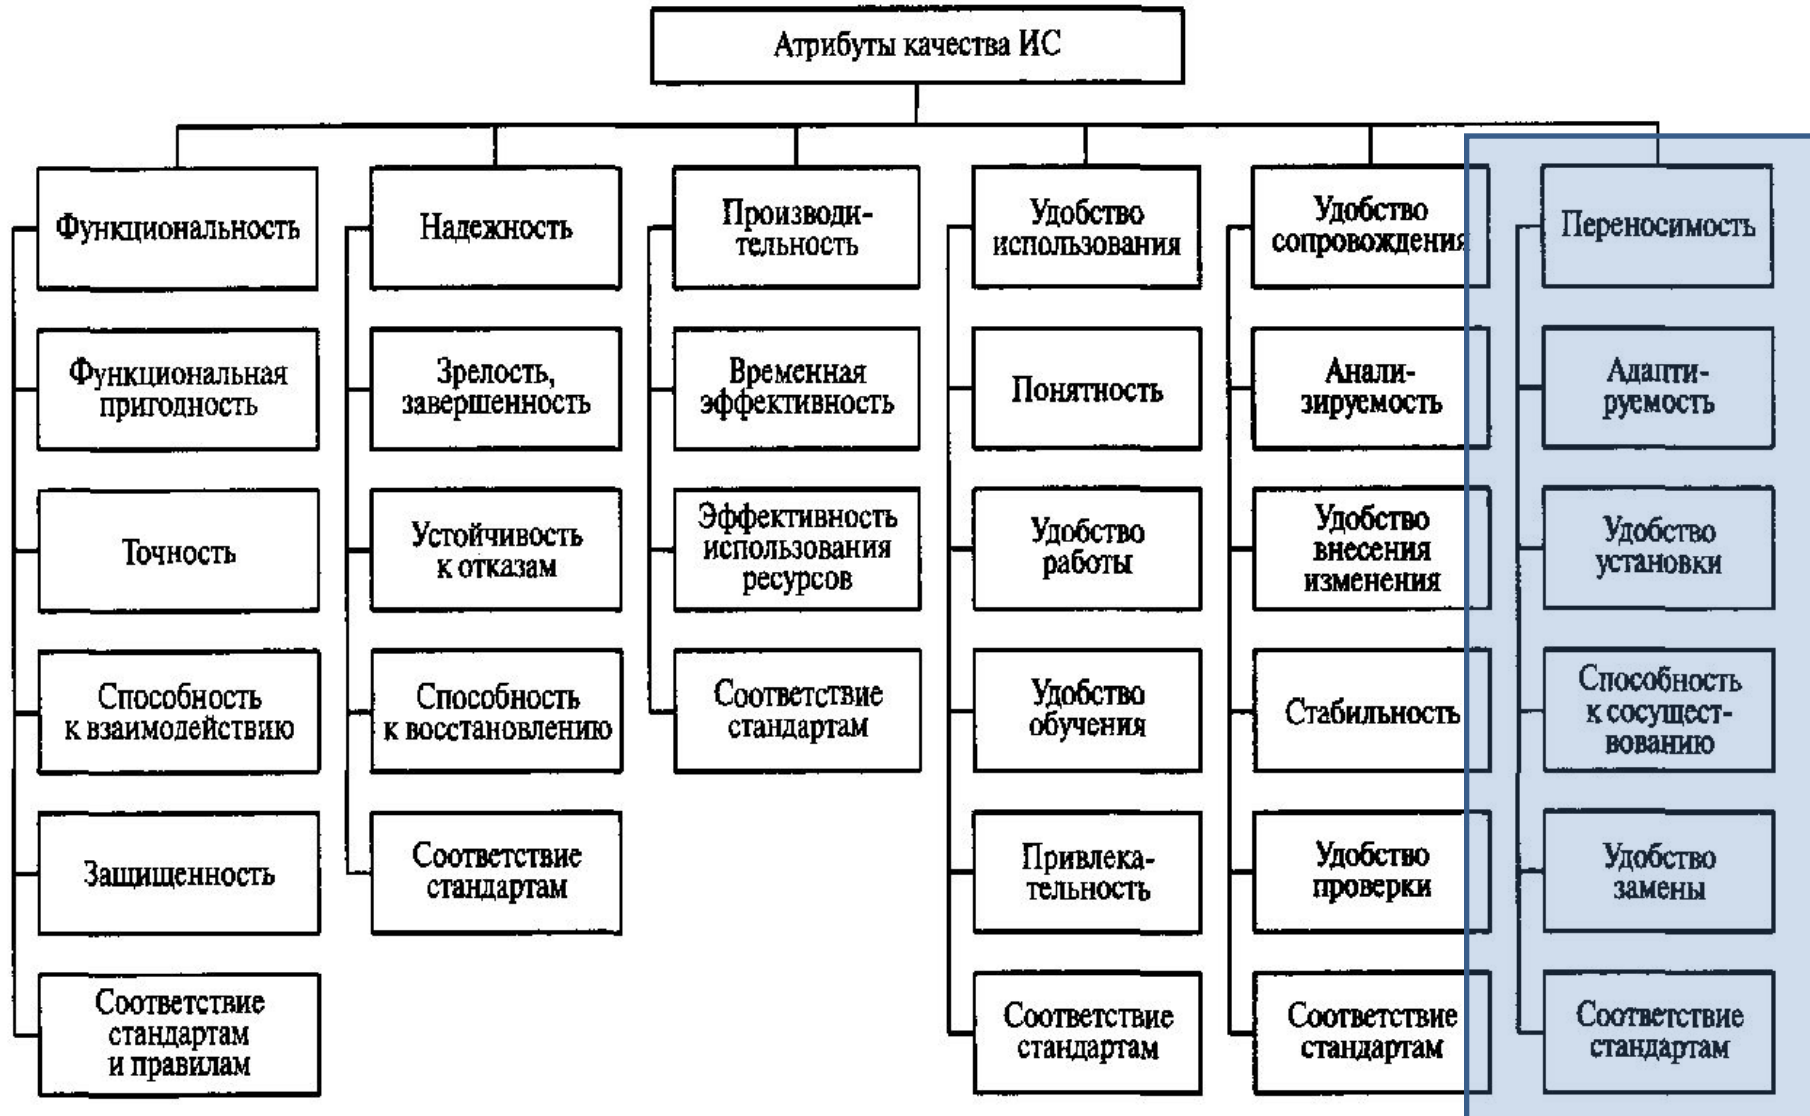 Атрибуты качества ИС
Функциональность
Функциональная
пригодность
Точность
Способность
к взаимодействию
Защищенность
Соответствие
стандартам
и правилам
Надежность
Зрелость,
завершенность
Устойчивость
к отказам
Способность
к восстановлению
Соответствие
стандартам
Производи-
тельность
Временная
эффективность
Эффективность
использования
ресурсов
Соответствие
стандартам
Удобство
использования
Понятность
Удобство
работы
Удобство
обучения
Привлека-
тельность
Соответствие
стандартам
Удобство
сопровождения
Анали-
зируемость
Удобство
внесения
изменения
Стабильность
Удобство
проверки
Соответствие
стандартам
Переносимость
Адапти-
руемость
Удобство
установки
Способность
к сосущест-
вованию
Удобство
замены
Соответствие
стандартам